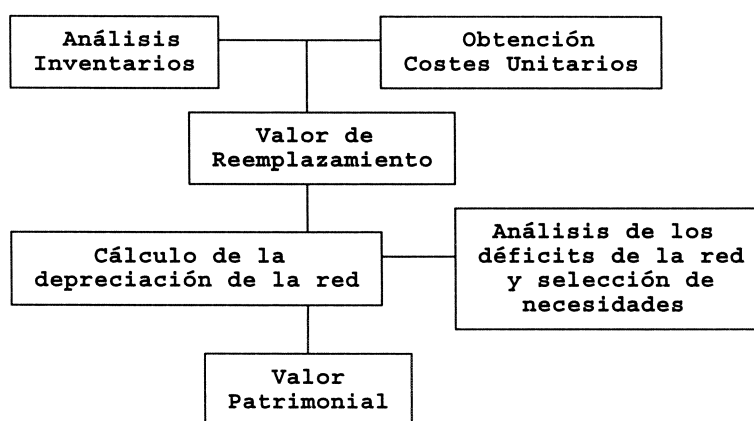 Análisis
Inventarios
Obtención
Costes Unitarios
Valor de
Reemplazamiento
Cálculo de la
depreciación de la red
Análisis de los
déficits de la red
y selección de
necesidades
Valor
Patrimonial